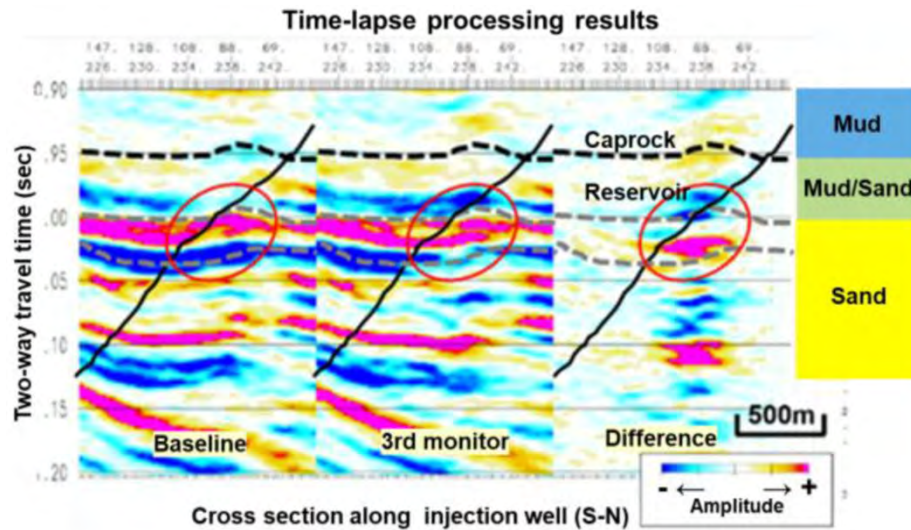 Time-lapse processing results
147. 128. 108. 88. 69. 147. 128. 108. 88. 69. 147. 128. 108. 88. 69.
226. 230. 234. 238. 242. 226. 230. 234. 238. 242. 226. 230. 234. 238. 242.
0.90
.95
.00
.05
.10
.15
.20
Two-way travel time (sec)
Caprock
Reservoir
Mud
Mud/Sand
Sand
Baseline
3rd monitor
Difference
500m
- ← → +
Amplitude
Cross section along injection well (S-N)